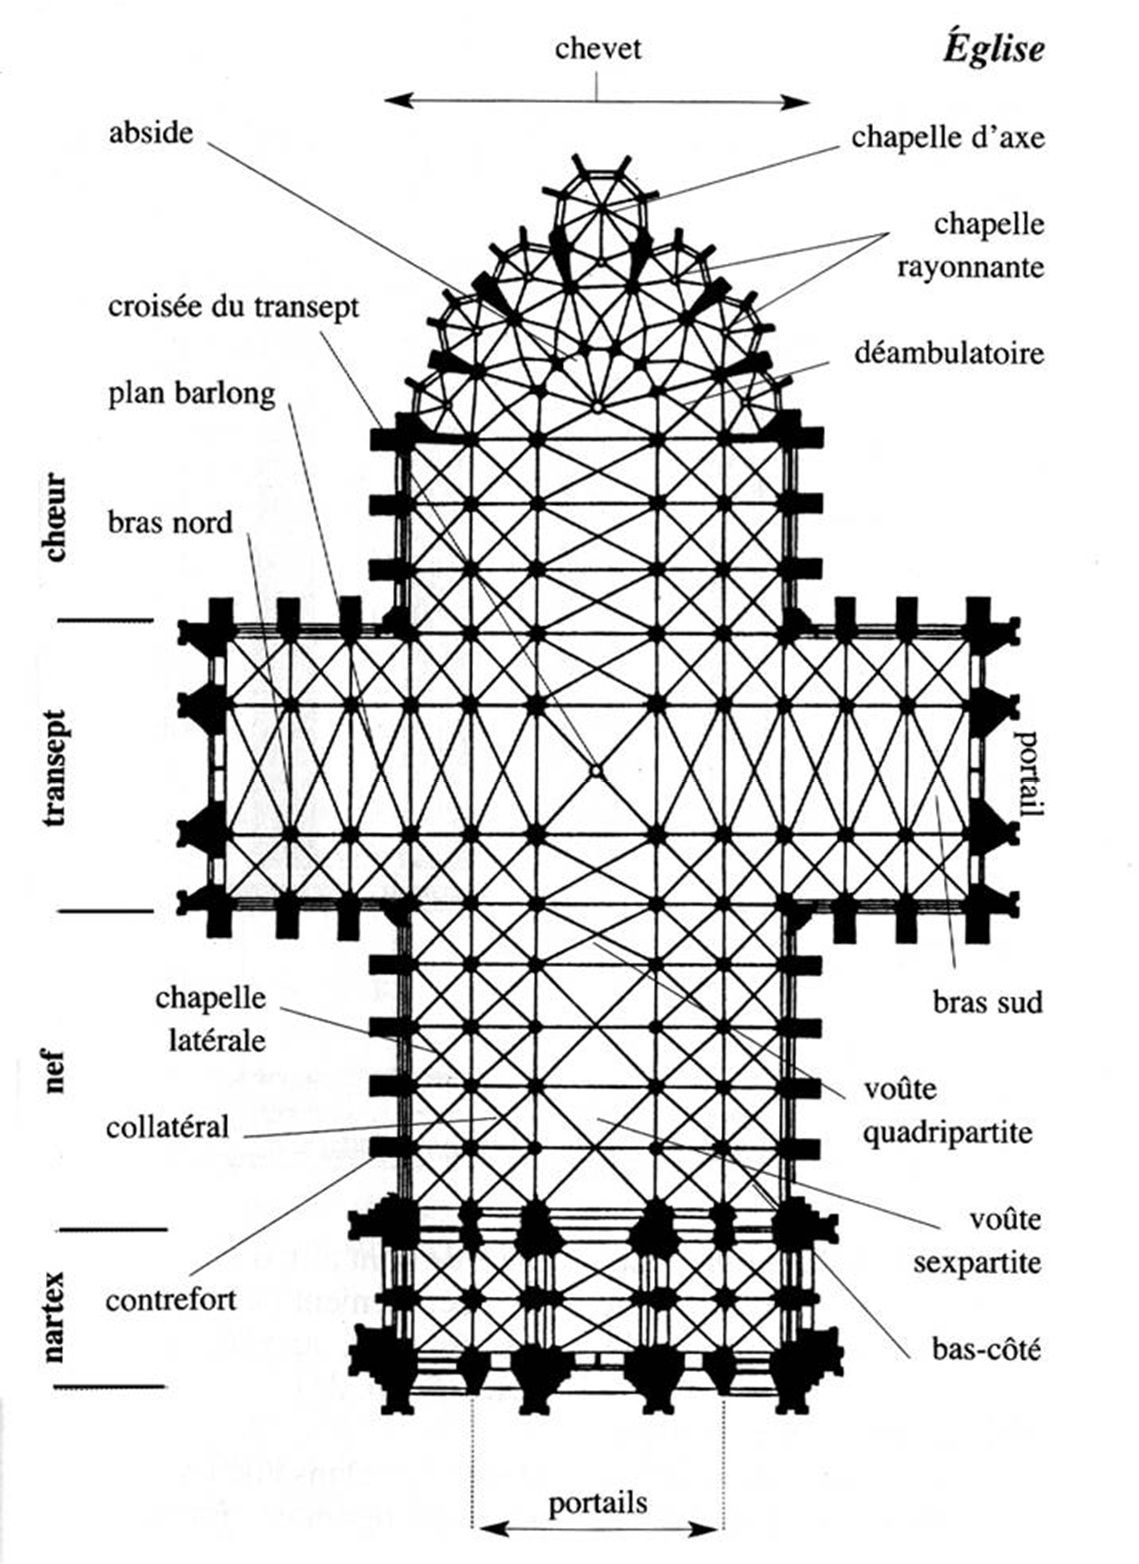 Église
chevet
abside
chapelle d'axe
chapelle
rayonnante
croisée du transept
déambulatoire
plan barlong
chœur
bras nord
transept
portail
bras sud
chapelle
latérale
nef
voûte
quadripartite
collatéral
voûte
sexpartite
contrefort
nartex
bas-côté
portails